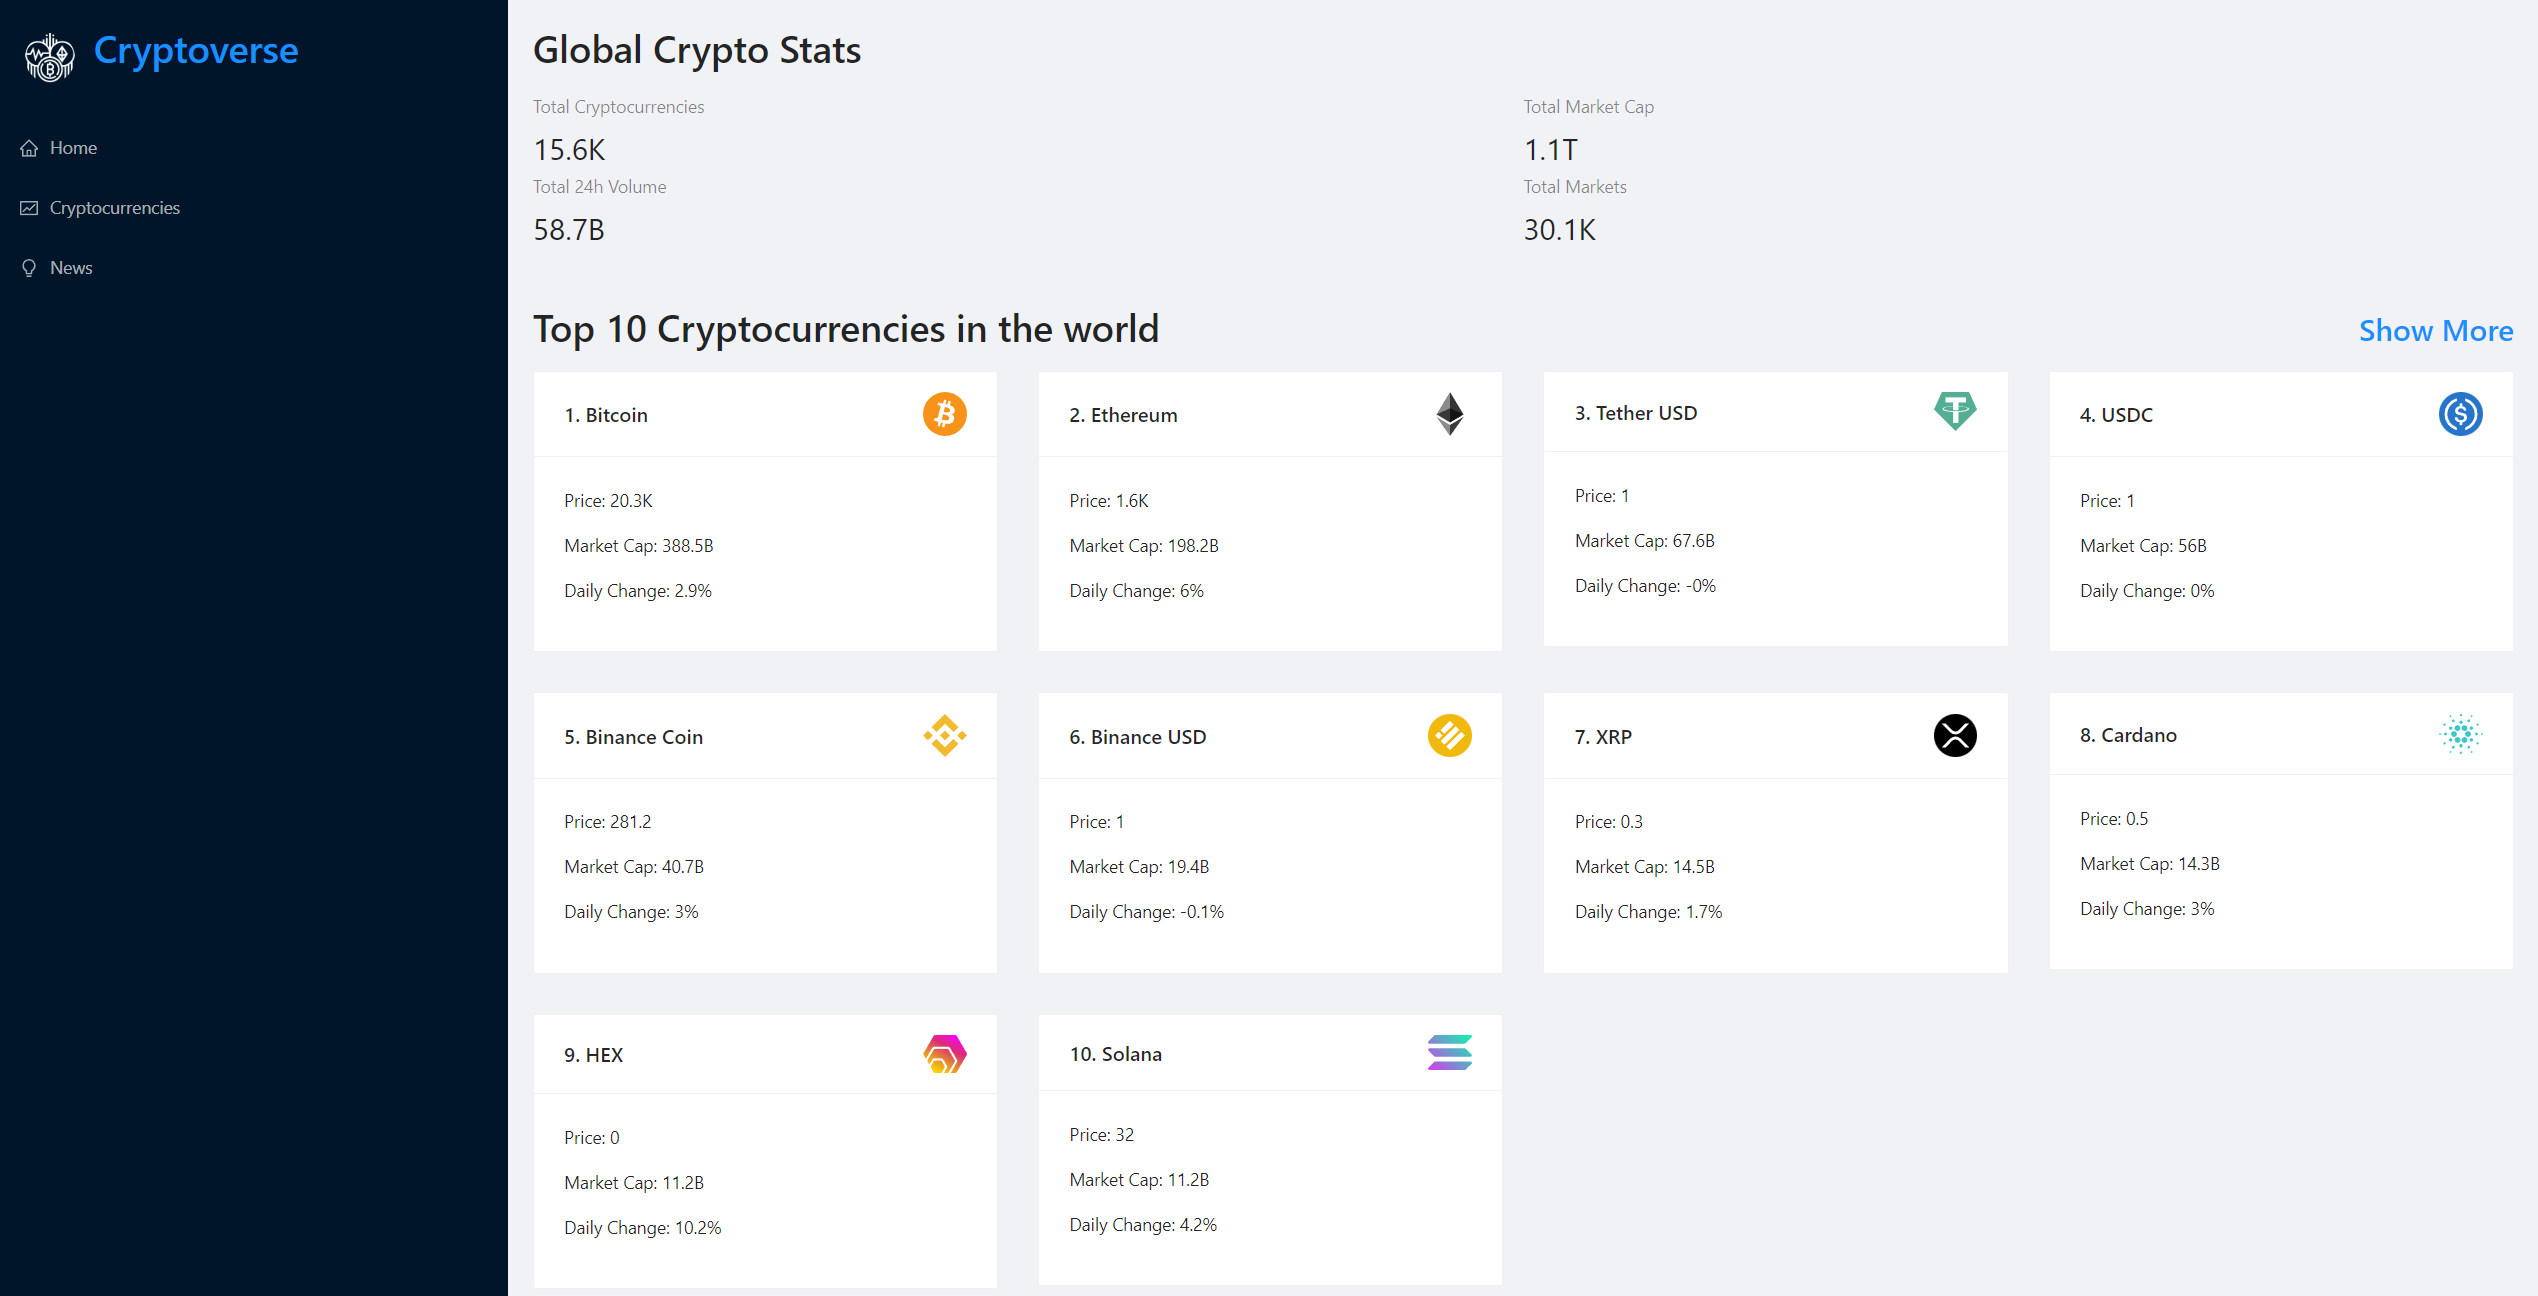 Cryptoverse
Home
Cryptocurrencies
News
Global Crypto Stats
Total Cryptocurrencies
15.6K
Total Market Cap
1.1T
Total 24h Volume
58.7B
Total Markets
30.1K
Top 10 Cryptocurrencies in the world
Show More
1. Bitcoin
Price: 20.3K
Market Cap: 388.5B
Daily Change: 2.9%
2. Ethereum
Price: 1.6K
Market Cap: 198.2B
Daily Change: 6%
3. Tether USD
Price: 1
Market Cap: 67.6B
Daily Change: -0%
4. USDC
Price: 1
Market Cap: 56B
Daily Change: 0%
5. Binance Coin
Price: 281.2
Market Cap: 40.7B
Daily Change: 3%
6. Binance USD
Price: 1
Market Cap: 19.4B
Daily Change: -0.1%
7. XRP
Price: 0.3
Market Cap: 14.5B
Daily Change: 1.7%
8. Cardano
Price: 0.5
Market Cap: 14.3B
Daily Change: 3%
9. HEX
Price: 0
Market Cap: 11.2B
Daily Change: 10.2%
10. Solana
Price: 32
Market Cap: 11.2B
Daily Change: 4.2%